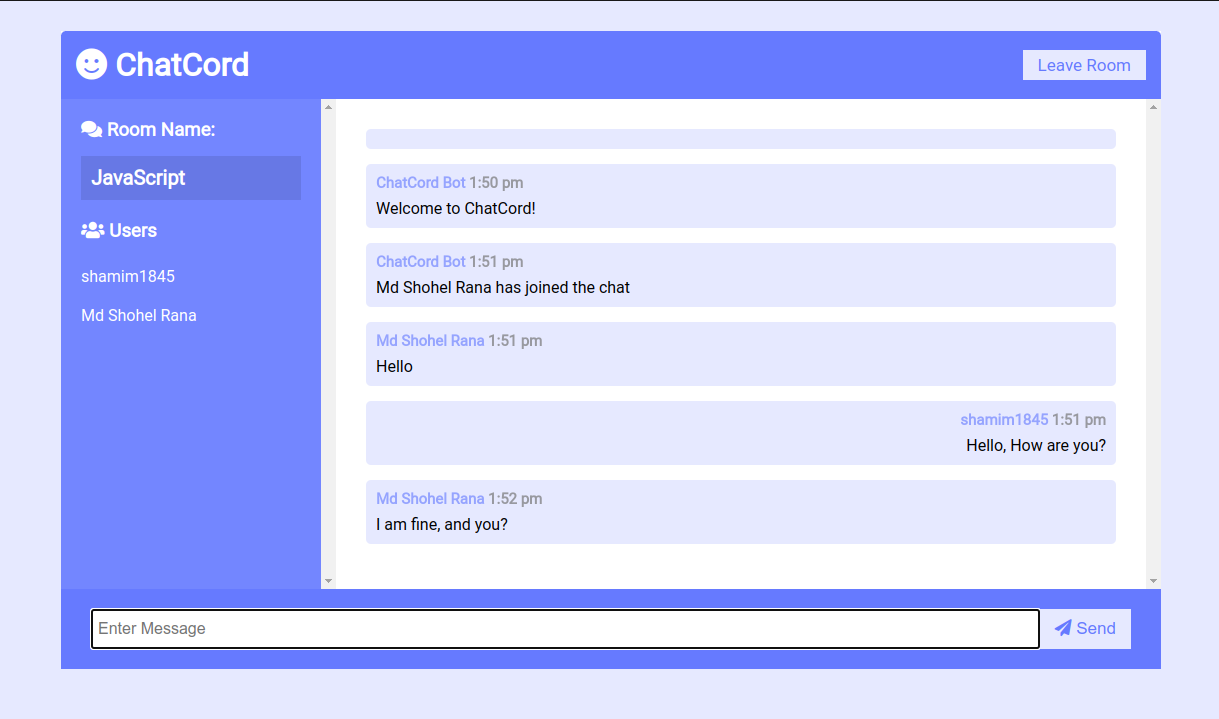 ChatCord
Leave Room
Room Name:
JavaScript
Users
shamim1845
Md Shohel Rana
ChatCord Bot 1:50 pm
Welcome to ChatCord!
ChatCord Bot 1:51 pm
Md Shohel Rana has joined the chat
Md Shohel Rana 1:51 pm
Hello
shamim1845 1:51 pm
Hello, How are you?
Md Shohel Rana 1:52 pm
I am fine, and you?
Enter Message
Send